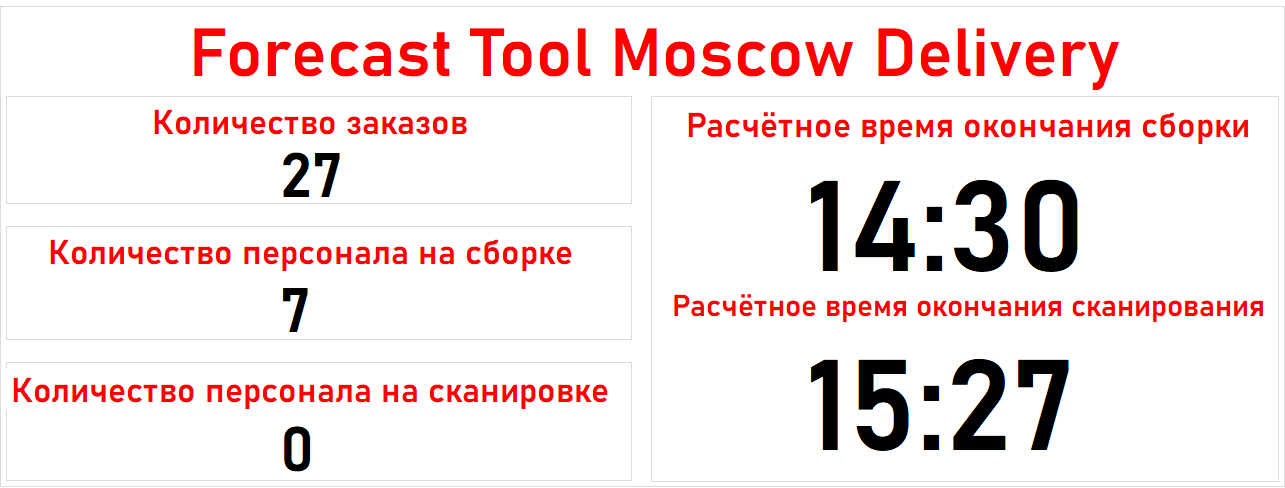 Forecast Tool Moscow Delivery
Количество заказов
27
Количество персонала на сборке
7
Количество персонала на сканировке
0
Расчётное время окончания сборки
14:30
Расчётное время окончания сканирования
15:27